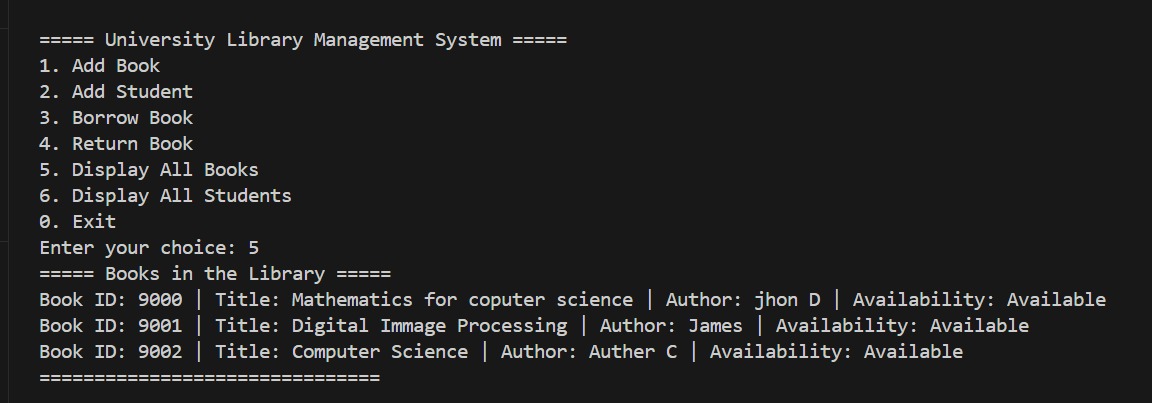 ===== University Library Management System =====
1. Add Book
2. Add Student
3. Borrow Book
4. Return Book
5. Display All Books
6. Display All Students
0. Exit
Enter your choice: 5
===== Books in the Library =====
Book ID: 9000 | Title: Mathematics for coputer science | Author: jhon D | Availability: Available
Book ID: 9001 | Title: Digital Immage Processing | Author: James | Availability: Available
Book ID: 9002 | Title: Computer Science | Author: Auther C | Availability: Available
===============================